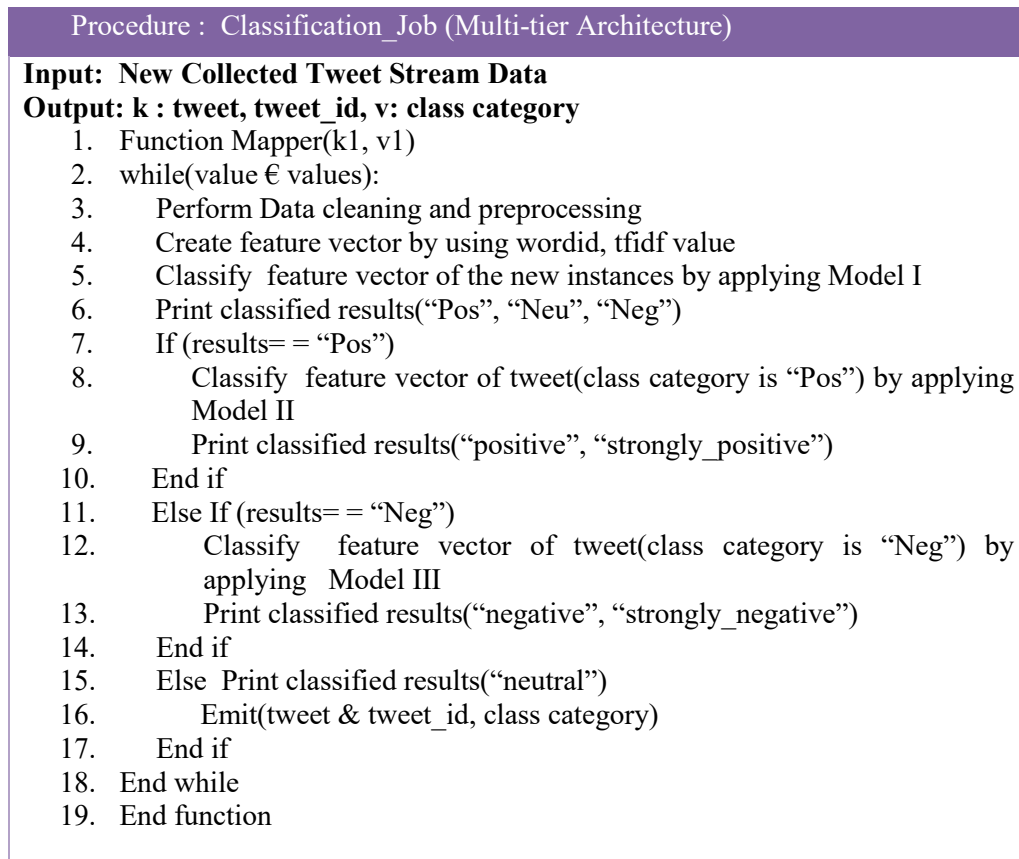 Procedure : Classification_Job (Multi-tier Architecture)
Input: New Collected Tweet Stream Data
Output: k : tweet, tweet_id, v: class category
1. Function Mapper(k1, v1)
2. while(value € values):
3. Perform Data cleaning and preprocessing
4. Create feature vector by using wordid, tfidf value
5. Classify feature vector of the new instances by applying Model I
6. Print classified results(“Pos”, “Neu”, “Neg”)
7. If (results= = “Pos”)
8. Classify feature vector of tweet(class category is “Pos”) by applying
Model II
9. Print classified results(“positive”, “strongly_positive”)
10. End if
11. Else If (results= = “Neg”)
12. Classify feature vector of tweet(class category is “Neg”) by
applying Model III
13. Print classified results(“negative”, “strongly_negative”)
14. End if
15. Else Print classified results(“neutral”)
16. Emit(tweet & tweet_id, class category)
17. End if
18. End while
19. End function